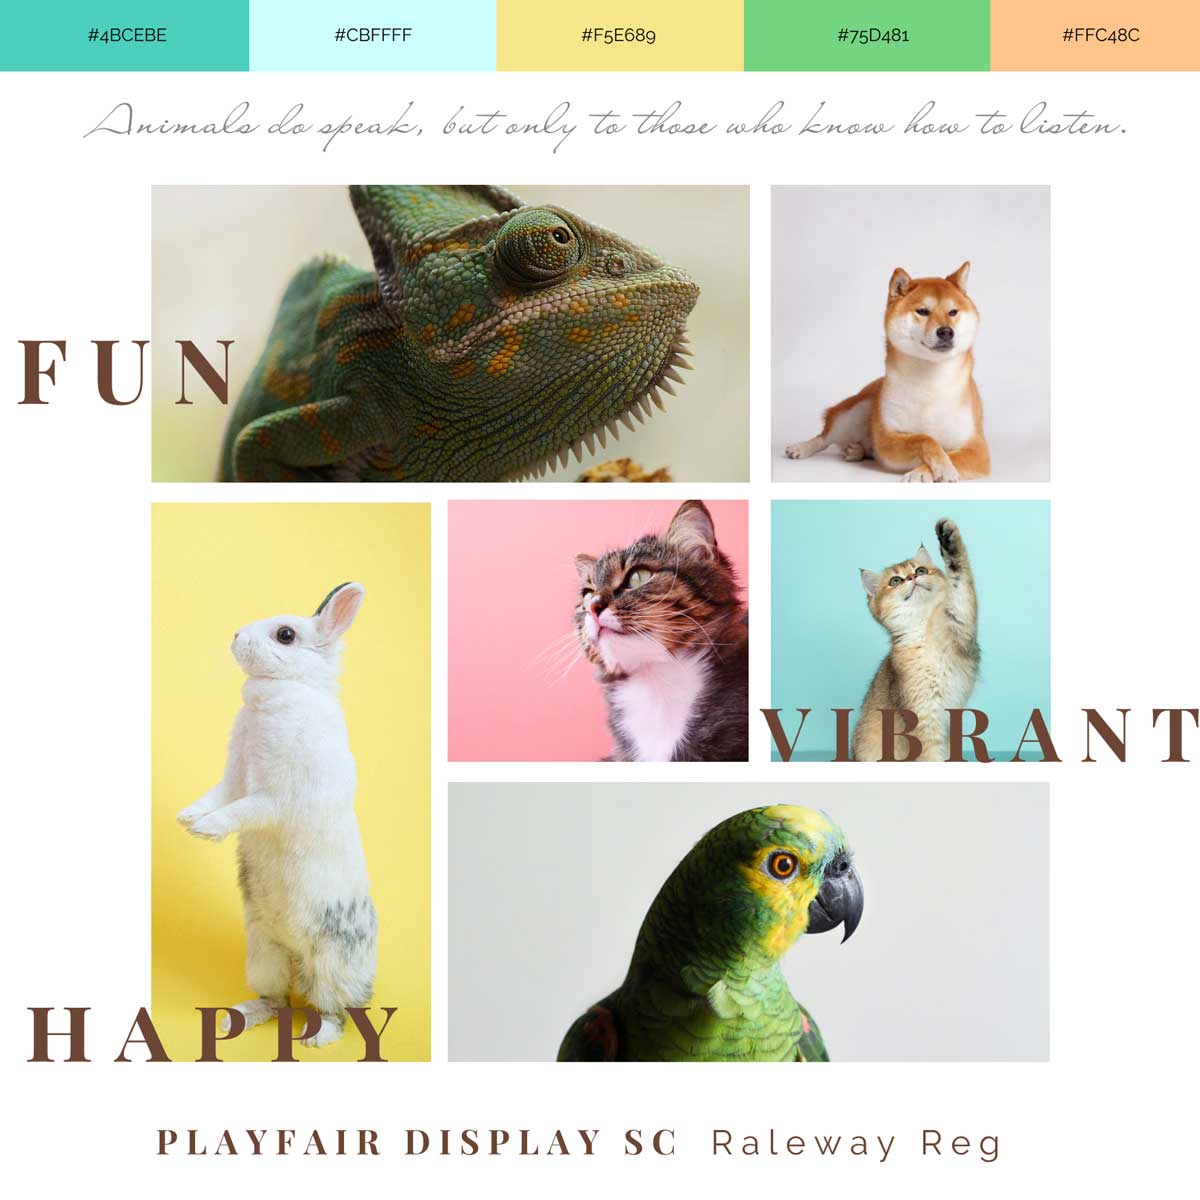 #4BCEBE #CBFFFF #F5E689 #75D481 #FFC48C
Animals do speak, but only to those who know how to listen.
FUN
VIBRANT
HAPPY
PLAYFAIR DISPLAY SC Raleway Reg